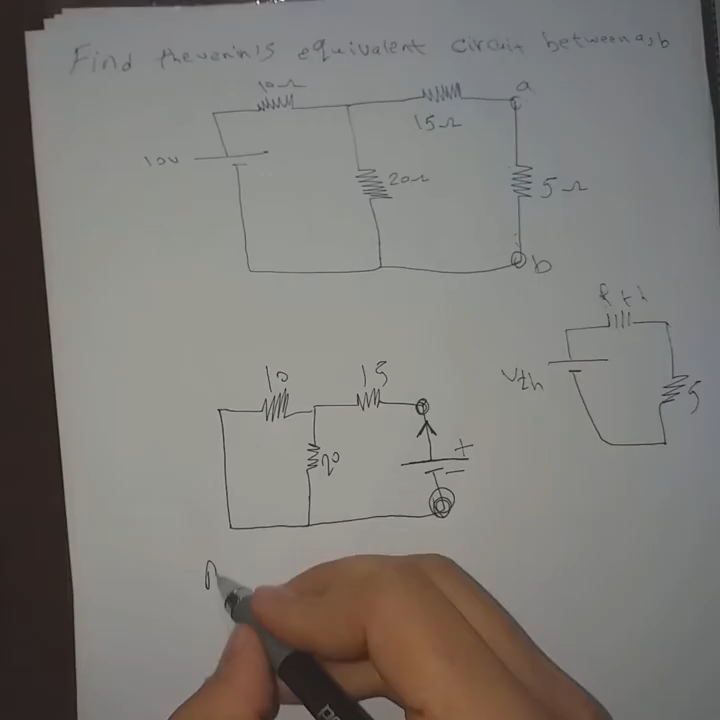 Find thevenin's equivalent circuit between a,b
10Ω
a
15Ω
10v
20Ω
5Ω
b
Rth
Vth
5
10
15
20
+
-